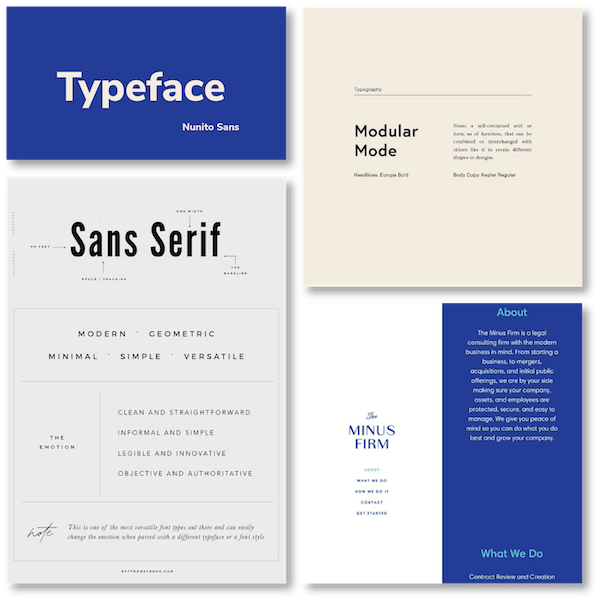 Typeface
Nunito Sans
Typography
Modular
Mode
Noun; a self-contained unit or
item, as of furniture, that can be
combined or interchanged with
others like it to create different
shapes or designs.
Headlines: Europa Bold
Body Copy: Kepler Regular
ONE WIDTH
NO FEET
Sans Serif
SPACE / TRACKING
THE
BASELINE
MODERN · GEOMETRIC
MINIMAL · SIMPLE · VERSATILE
THE
EMOTION
CLEAN AND STRAIGHTFORWARD
INFORMAL AND SIMPLE
LEGIBLE AND INNOVATIVE
OBJECTIVE AND AUTHORITATIVE
note
This is one of the most versatile font types out there and can easily
change the emotion when paired with a different typeface or a font style
SAFFRONAVENUE.COM
The
MINUS
FIRM
ABOUT
WHAT WE DO
HOW WE DO IT
CONTACT
GET STARTED
About
The Minus Firm is a legal
consulting firm with the modern
business in mind. From starting a
business, to mergers,
acquisitions, and initial public
offerings, we are by your side
making sure your company,
assets, and employees are
protected, secure, and easy to
manage. We give you peace of
mind so you can do what you do
best and grow your company.
What We Do
Contract Review and Creation